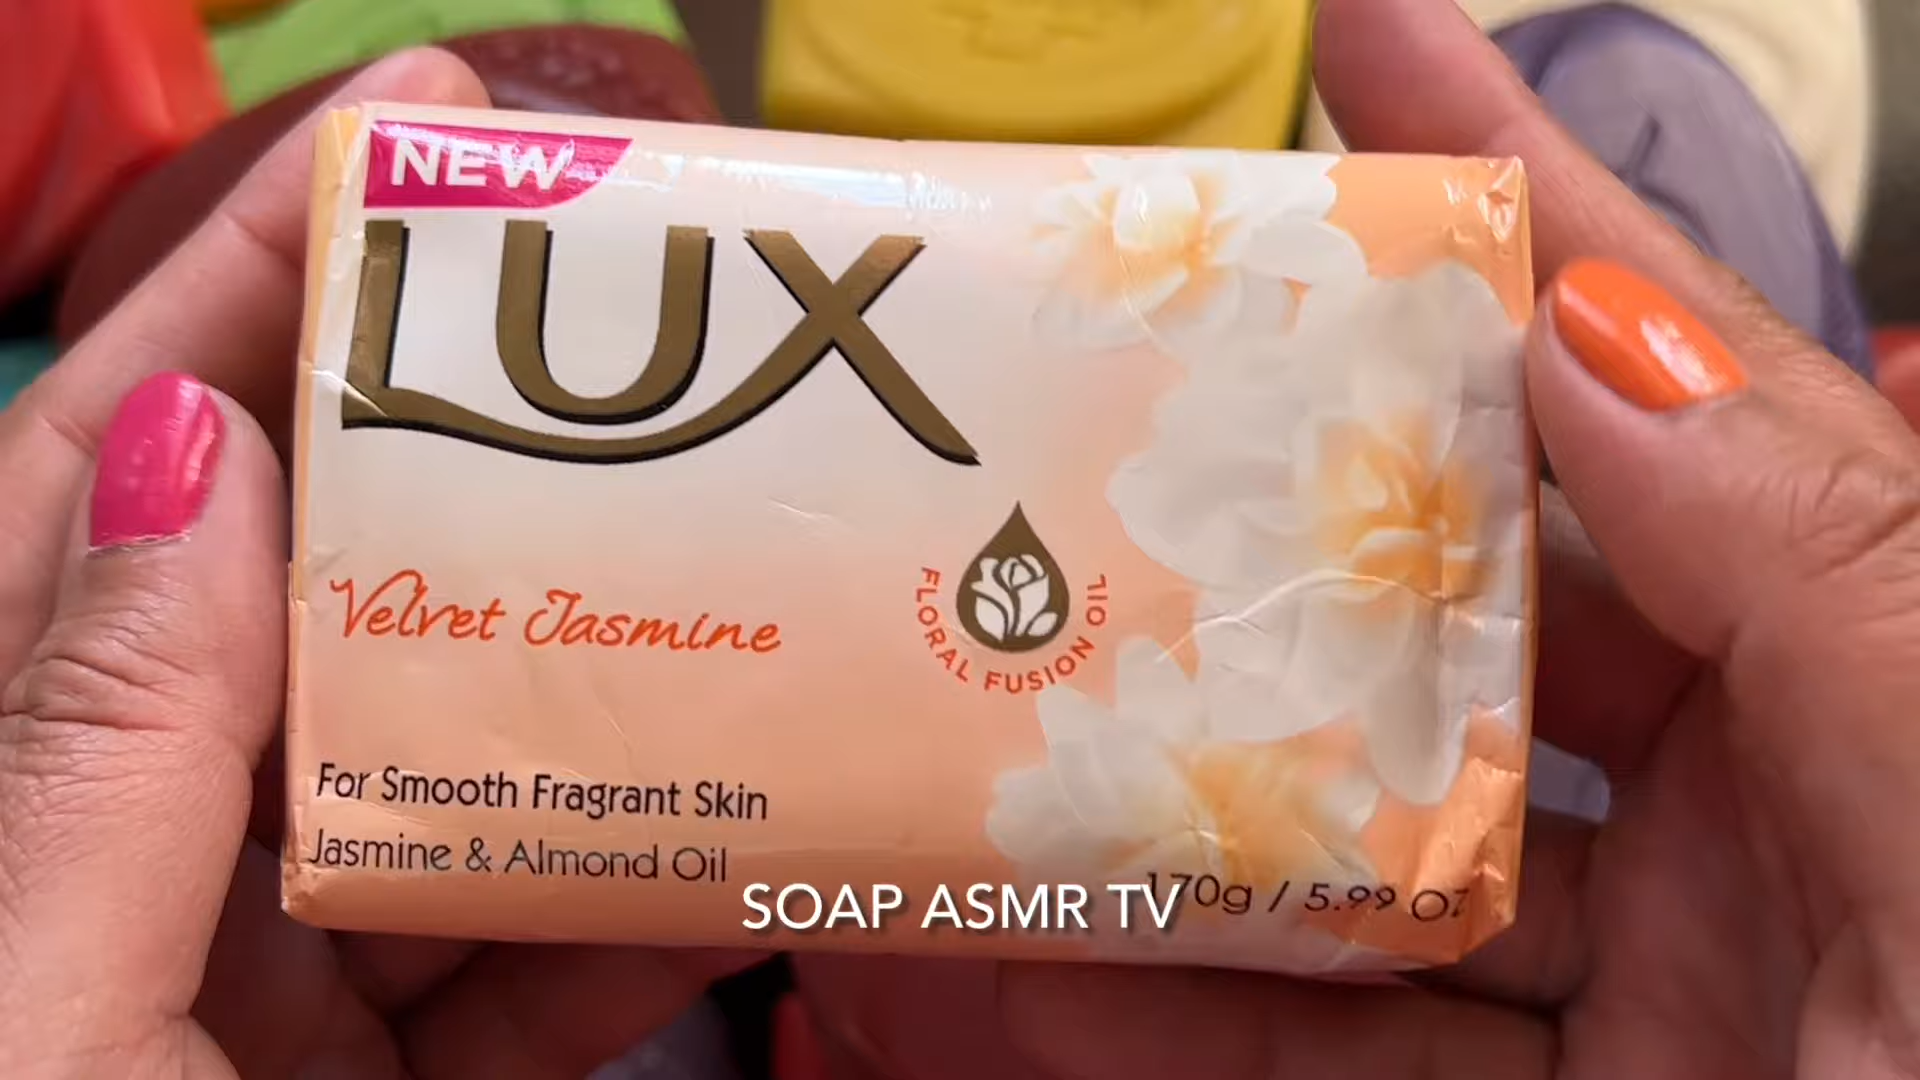 NEW
LUX
Velvet Jasmine
FLORAL FUSION OIL
For Smooth Fragrant Skin
Jasmine & Almond Oil
170g / 5.99 OZ
SOAP ASMR TV